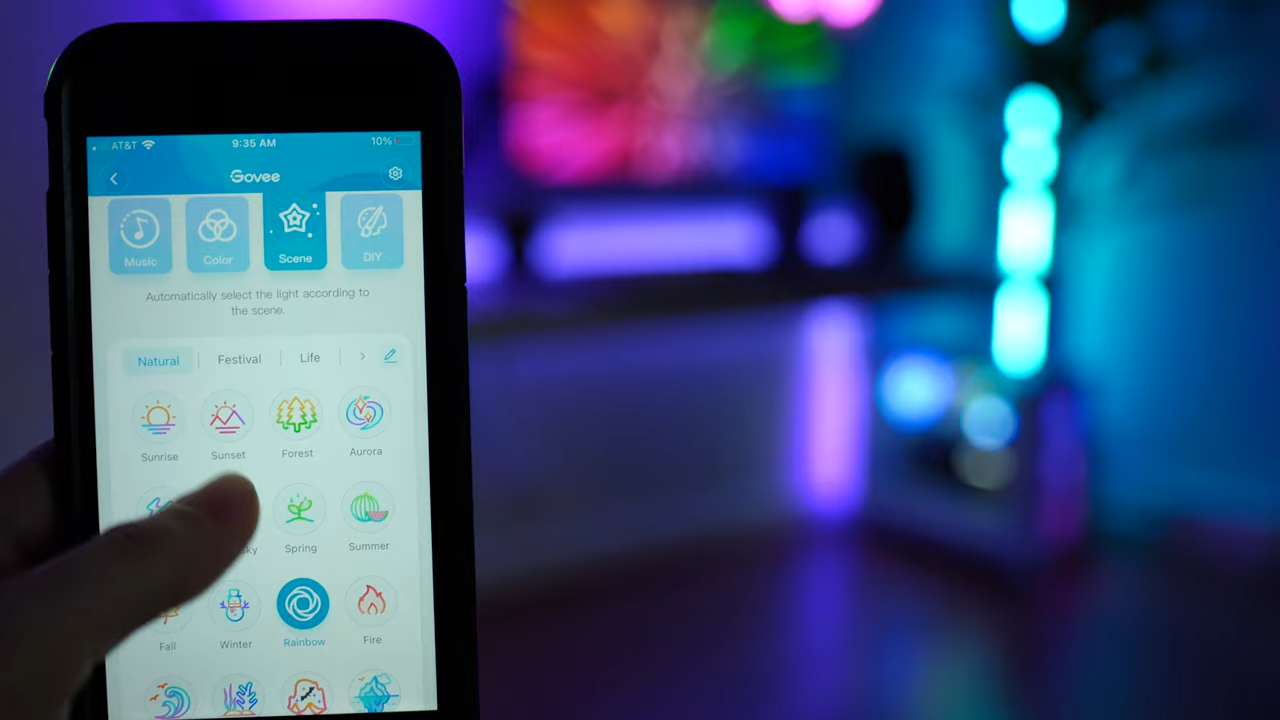 AT&T 9:35 AM 10%
Govee
Music Color Scene DIY
Automatically select the light according to
the scene.
Natural Festival Life
Sunrise Sunset Forest Aurora
Spring Summer
Fall Winter Rainbow Fire